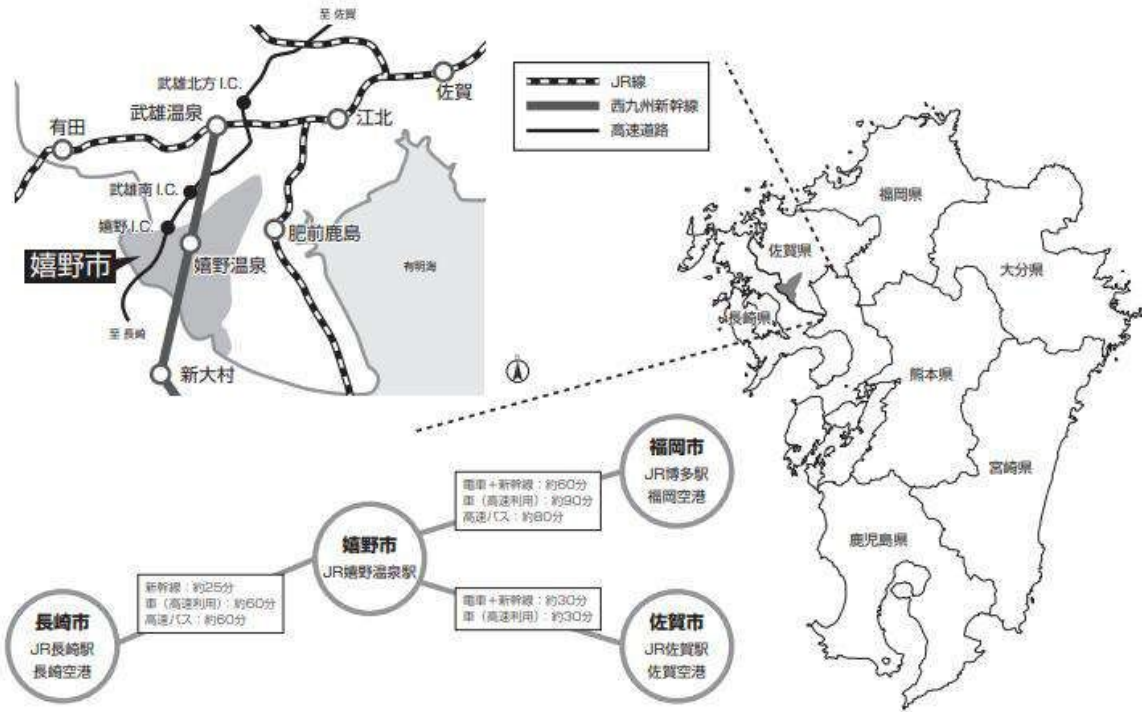 至 佐賀
武雄北方 I.C.
佐賀
武雄温泉
江北
有田
武雄南 I.C.
嬉野 I.C.
肥前鹿島
嬉野市
嬉野温泉
有明海
至 長崎
新大村
JR線
西九州新幹線
高速道路
福岡県
佐賀県
大分県
長崎県
熊本県
宮崎県
鹿児島県
福岡市
JR博多駅
福岡空港
電車+新幹線:約60分
車(高速利用):約90分
高速バス:約80分
嬉野市
JR嬉野温泉駅
新幹線:約25分
車(高速利用):約60分
高速バス:約60分
電車+新幹線:約30分
車(高速利用):約30分
長崎市
JR長崎駅
長崎空港
佐賀市
JR佐賀駅
佐賀空港